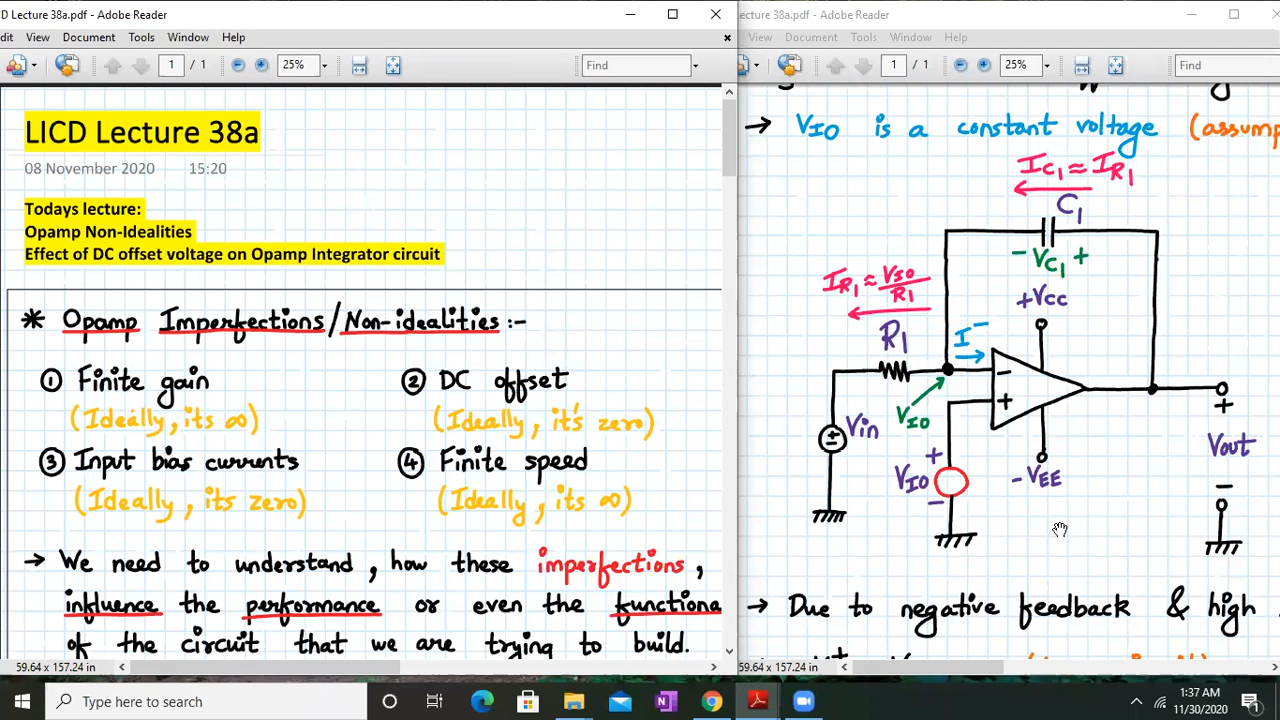 CD Lecture 38a.pdf - Adobe Reader
dit View Document Tools Window Help
1 / 1 25% Find
LICD Lecture 38a
08 November 2020 15:20
Todays lecture:
Opamp Non-Idealities
Effect of DC offset voltage on Opamp Integrator circuit
* Opamp Imperfections/Non-idealities :-
① Finite gain
(Ideally, its ∞)
② DC offset
(Ideally, it's zero)
③ Input bias currents
(Ideally, its zero)
④ Finite speed
(Ideally, its ∞)
→ We need to understand, how these imperfections,
influence the performance or even the functiona
of the circuit that we are trying to build.
59.64 x 157.24 in
ecture 38a.pdf - Adobe Reader
View Document Tools Window Help
1 / 1 25% Find
→ VIO is a constant voltage (assump
IC1 ≈ IR1
C1
- VC1 +
IR1 ≈ VIO/R1
+VCC
R1
I-
-
+
VIO
Vin
+
VIO
-
-VEE
+
Vout
-
→ Due to negative feedback & high
59.64 x 157.24 in
Type here to search
1:37 AM
11/30/2020
1